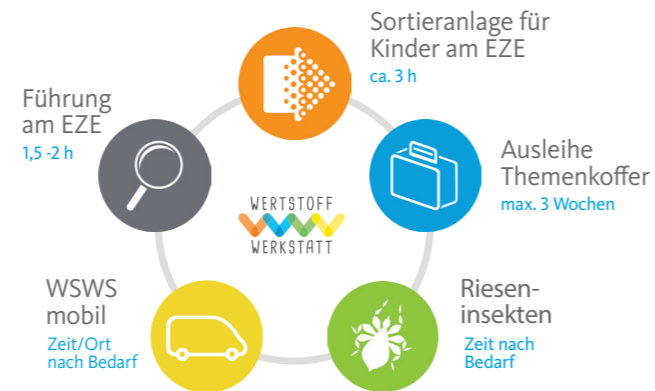 Sortieranlage für
Kinder am EZE
ca. 3 h
Ausleihe
Themenkoffer
max. 3 Wochen
Riesen-
insekten
Zeit nach
Bedarf
WSWS
mobil
Zeit/Ort
nach Bedarf
Führung
am EZE
1,5 -2 h
WERTSTOFF
WERKSTATT